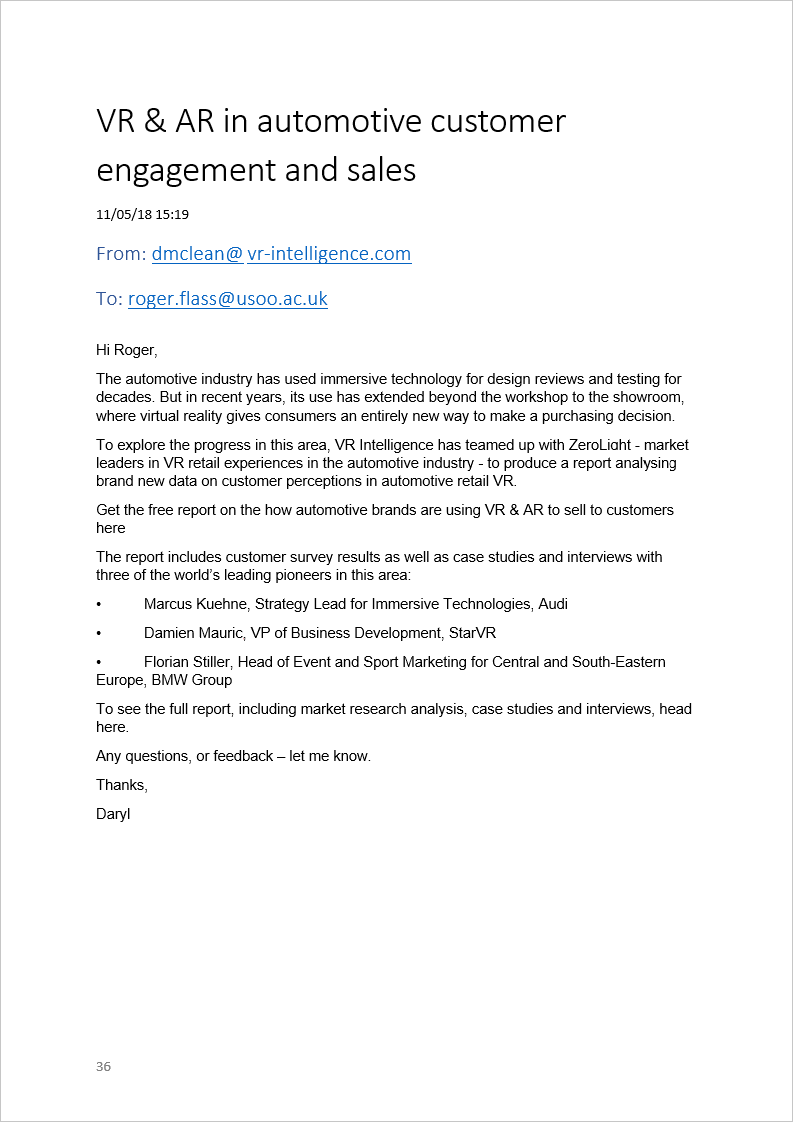 VR & AR in automotive customer
engagement and sales
11/05/18 15:19
From: dmclean@ vr-intelligence.com
To: roger.flass@usoo.ac.uk
Hi Roger,
The automotive industry has used immersive technology for design reviews and testing for
decades. But in recent years, its use has extended beyond the workshop to the showroom,
where virtual reality gives consumers an entirely new way to make a purchasing decision.
To explore the progress in this area, VR Intelligence has teamed up with ZeroLight - market
leaders in VR retail experiences in the automotive industry - to produce a report analysing
brand new data on customer perceptions in automotive retail VR.
Get the free report on the how automotive brands are using VR & AR to sell to customers
here
The report includes customer survey results as well as case studies and interviews with
three of the world’s leading pioneers in this area:
• Marcus Kuehne, Strategy Lead for Immersive Technologies, Audi
• Damien Mauric, VP of Business Development, StarVR
• Florian Stiller, Head of Event and Sport Marketing for Central and South-Eastern
Europe, BMW Group
To see the full report, including market research analysis, case studies and interviews, head
here.
Any questions, or feedback – let me know.
Thanks,
Daryl
36